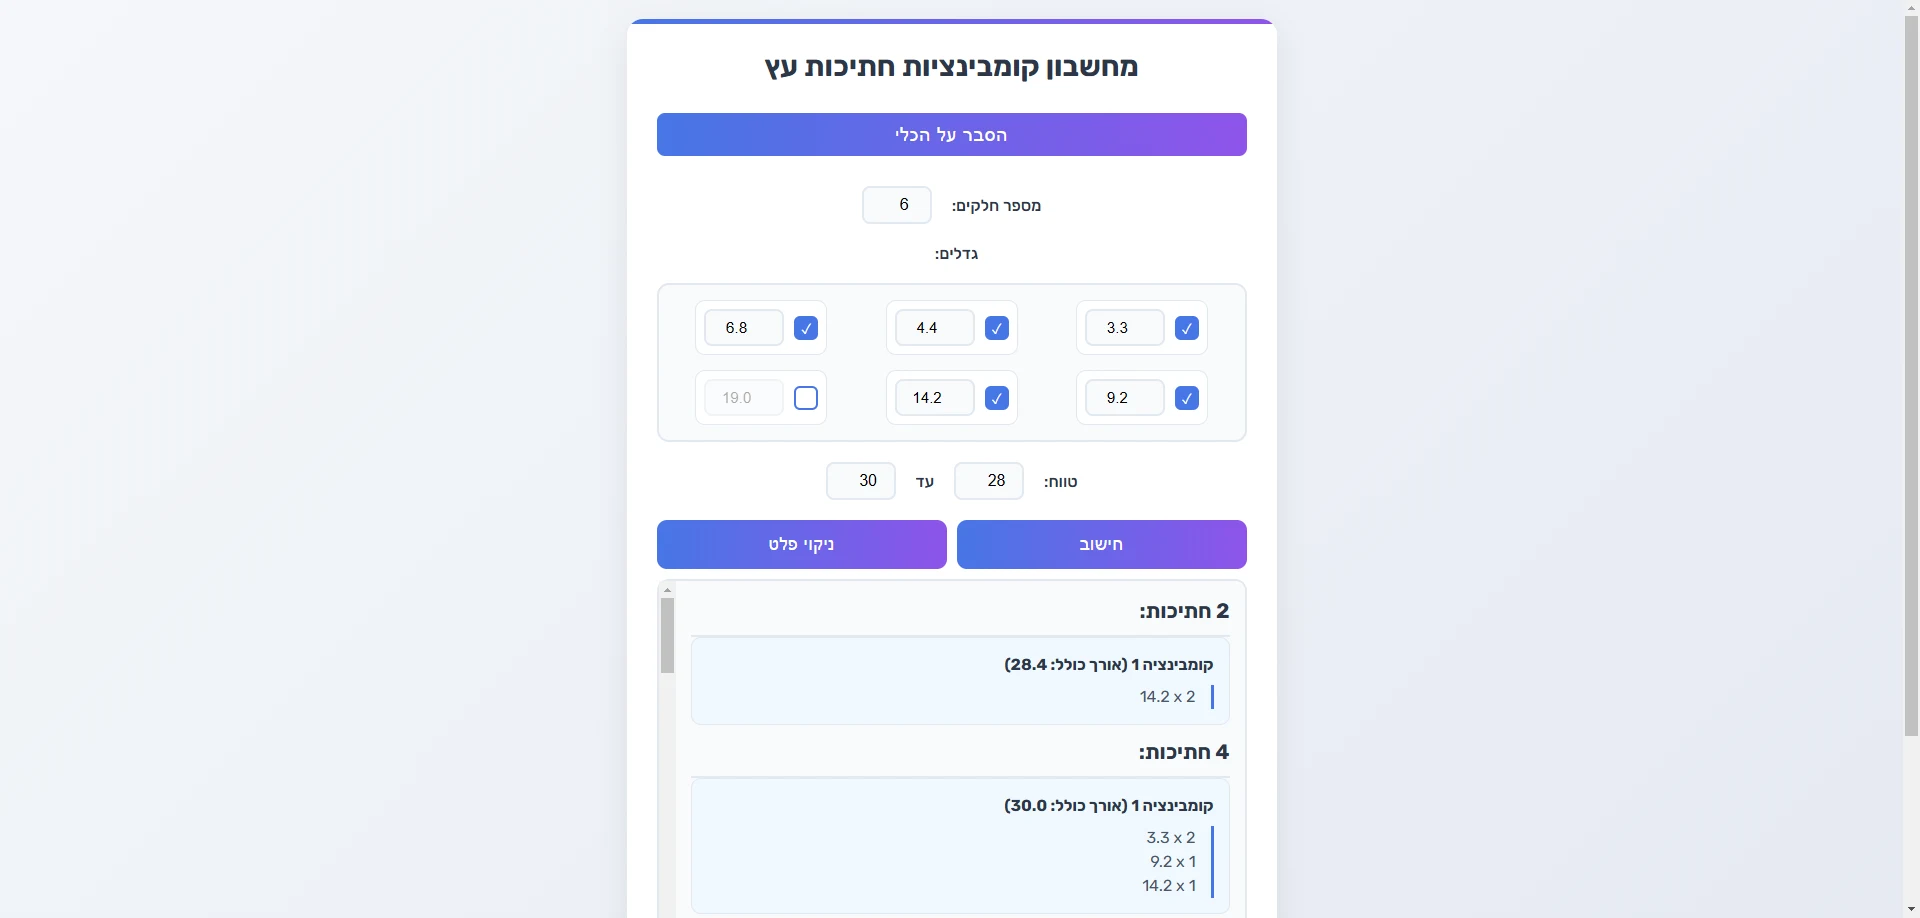 מחשבון קומבינציות חתיכות עץ
הסבר על הכלי
מספר חלקים: 6
גדלים:
3.3 4.4 6.8
9.2 14.2 19.0
טווח: 28 עד 30
חישוב ניקוי פלט
2 חתיכות:
קומבינציה 1 (אורך כולל: 28.4)
14.2 x 2
4 חתיכות:
קומבינציה 1 (אורך כולל: 30.0)
3.3 x 2
9.2 x 1
14.2 x 1